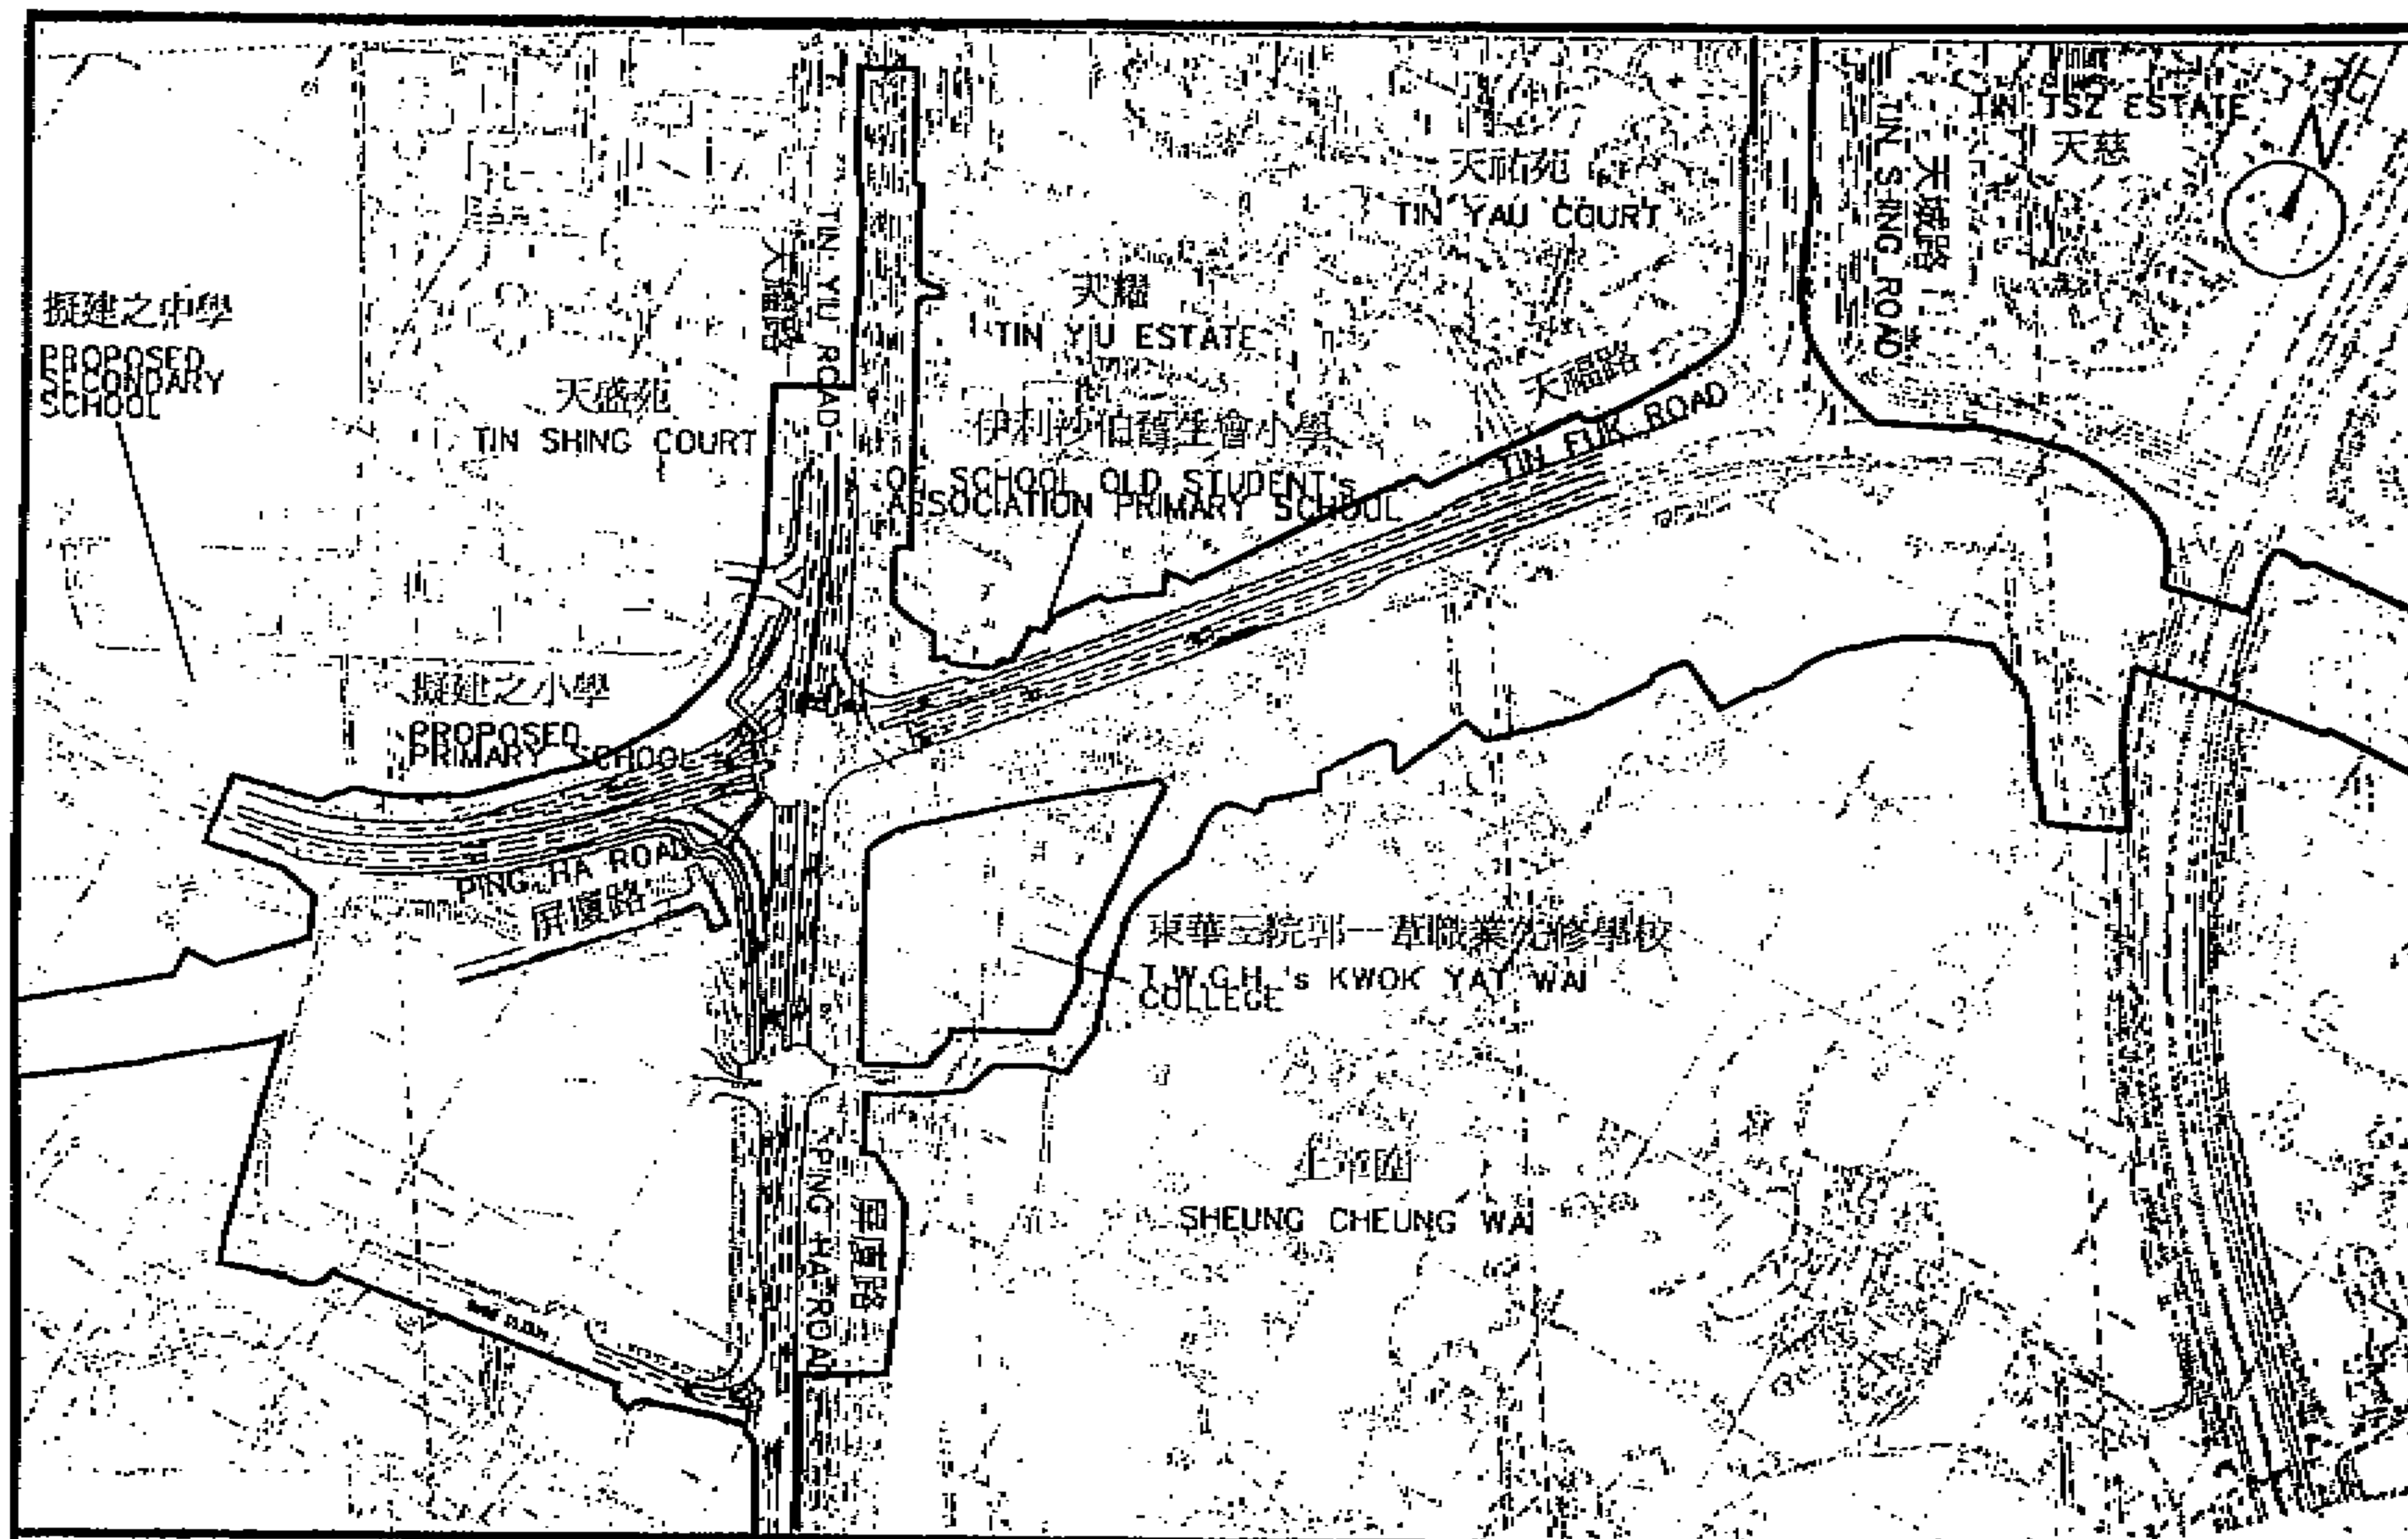 擬建之中學
PROPOSED
SECONDARY
SCHOOL
天盛苑
TIN SHING COURT
天耀路
TIN YIU ROAD
天耀
TIN YIU ESTATE
伊利沙伯舊生會小學
SCHOOL OLD STUDENT's
ASSOCIATION PRIMARY SCHOOL
天祐苑
TIN YAU COURT
天福路
TIN FUK ROAD
TIN SHING ROAD
天城路
TIN TSZ ESTATE
天慈
北
N
擬建之小學
PROPOSED
PRIMARY SCHOOL
PING HA ROAD
屏廈路
東華三院郭一葦職業先修學校
T.W.G.H.'s KWOK YAT WAI
COLLEGE
上章圍
SHEUNG CHEUNG WAI
PING HA ROAD
屏廈路